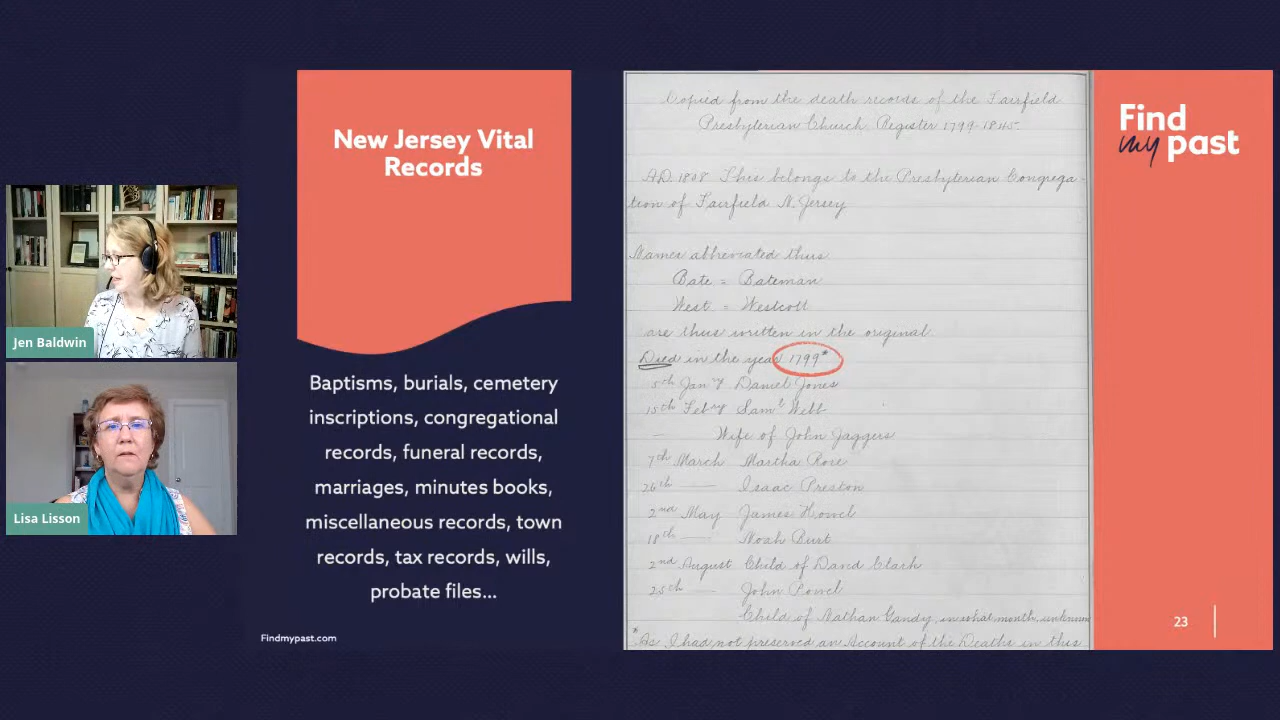 New Jersey Vital
Records
Baptisms, burials, cemetery
inscriptions, congregational
records, funeral records,
marriages, minutes books,
miscellaneous records, town
records, tax records, wills,
probate files...
Findmypast.com
Jen Baldwin
Lisa Lisson
Copied from the death records of the Fairfield
Presbyterian Church Register 1799-1845.
A.D. 1808 This belongs to the Presbyterian Congrega-
tion of Fairfield N. Jersey
Names abbreviated thus
Bate = Bateman
West = Westcott
are thus written in the original.
Died in the year 1799*
5th Jany Daniel Jones
15th Febry Saml Webb
— Wife of John Jaggers
7th March Martha Rose
26th — Isaac Preston
2nd May James Howel
18th — Noah Burt
2nd August Child of David Clark
25th — John Powel
Child of Nathan Gandy, in what month, unknown
*As I had not preserved an Account of the Deaths in this
Find
my past
23